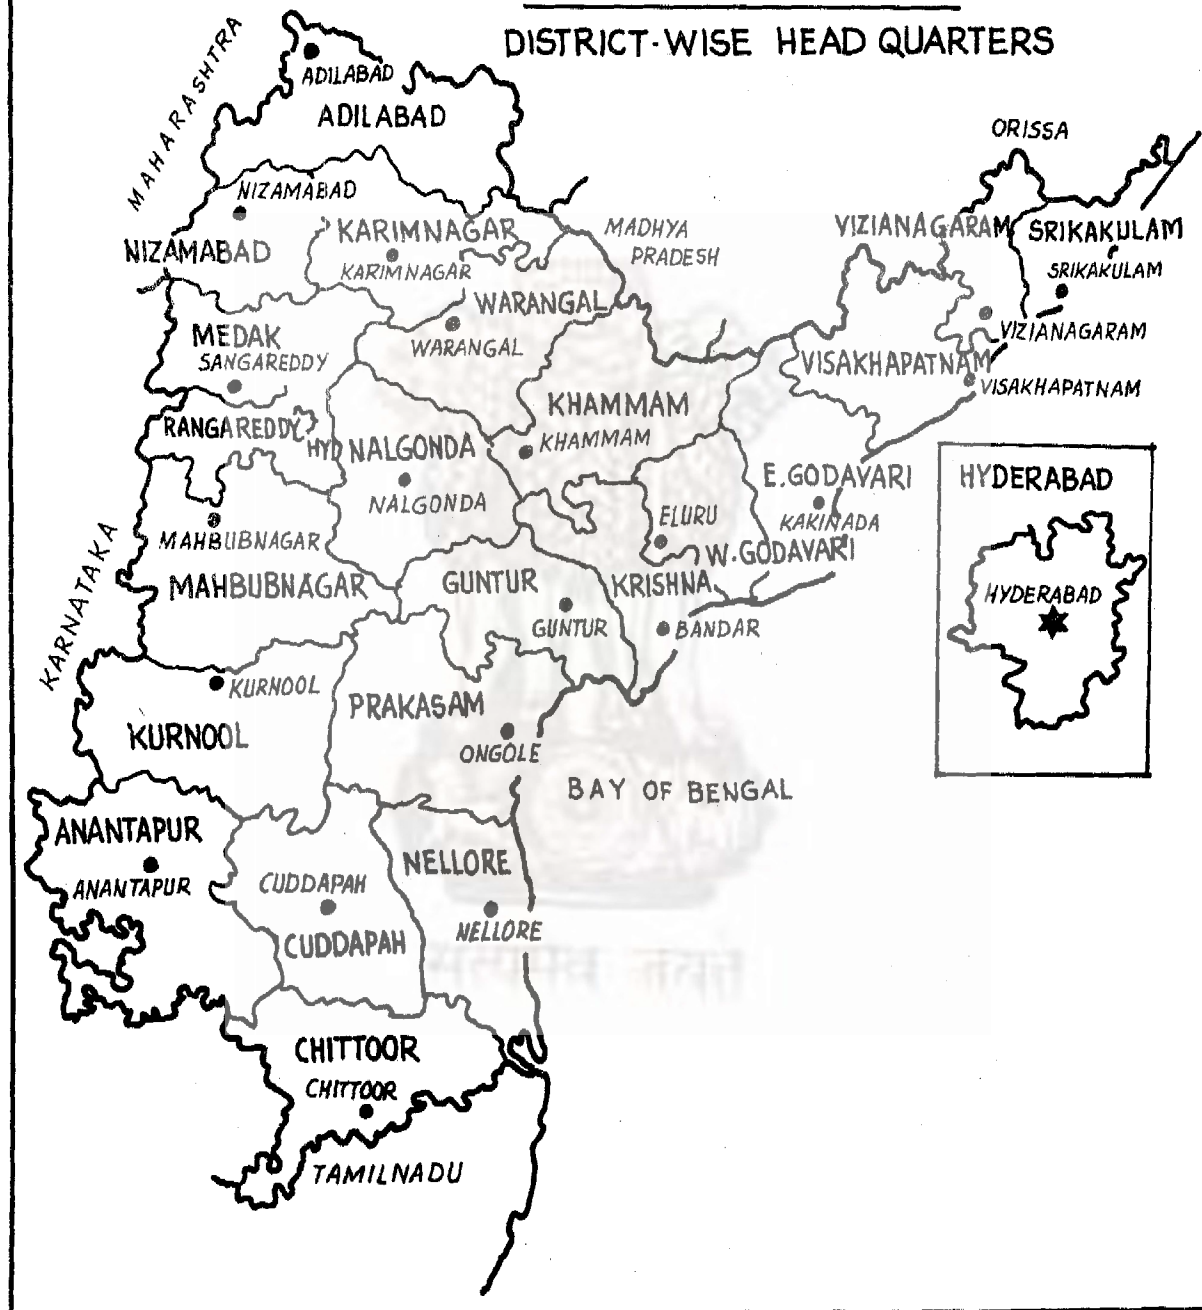 DISTRICT-WISE HEAD QUARTERS
MAHARASHTRA
ADILABAD
ADILABAD
ORISSA
NIZAMABAD
NIZAMABAD
KARIMNAGAR
KARIMNAGAR
MADHYA
PRADESH
VIZIANAGARAM
SRIKAKULAM
SRIKAKULAM
WARANGAL
WARANGAL
MEDAK
SANGAREDDY
VIZIANAGARAM
VISAKHAPATNAM
VISAKHAPATNAM
KHAMMAM
KHAMMAM
RANGAREDDY
HYD
NALGONDA
NALGONDA
E.GODAVARI
KAKINADA
HYDERABAD
HYDERABAD
ELURU
W.GODAVARI
MAHBUBNAGAR
MAHBUBNAGAR
KARNATAKA
GUNTUR
GUNTUR
KRISHNA
BANDAR
KURNOOL
KURNOOL
PRAKASAM
ONGOLE
BAY OF BENGAL
ANANTAPUR
ANANTAPUR
CUDDAPAH
CUDDAPAH
NELLORE
NELLORE
सत्यमेव जयते
CHITTOOR
CHITTOOR
TAMILNADU